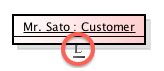 Mr. Sato : Customer
L